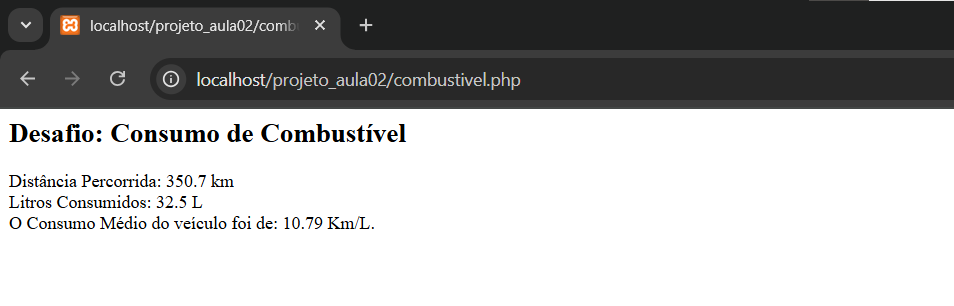 localhost/projeto_aula02/comb
localhost/projeto_aula02/combustivel.php
Desafio: Consumo de Combustível
Distância Percorrida: 350.7 km
Litros Consumidos: 32.5 L
O Consumo Médio do veículo foi de: 10.79 Km/L.